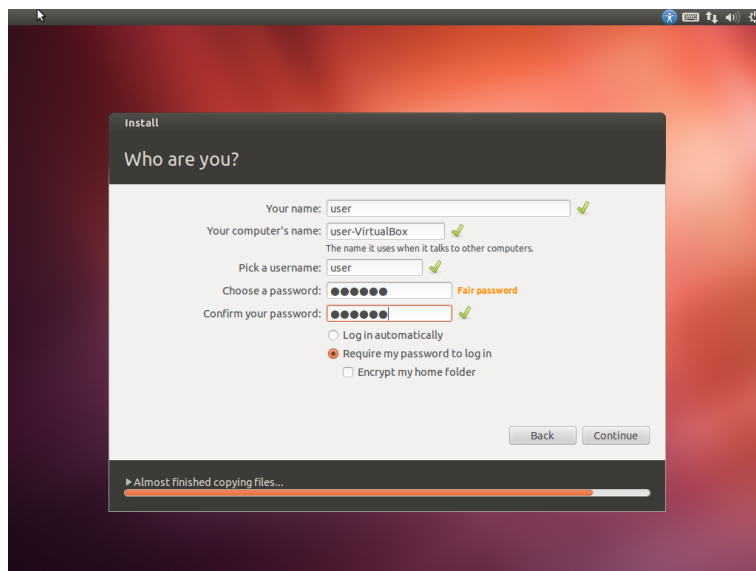 Install
Who are you?
Your name: user
Your computer's name: user-VirtualBox
The name it uses when it talks to other computers.
Pick a username: user
Choose a password: ●●●●●● Fair password
Confirm your password: ●●●●●●
Log in automatically
Require my password to log in
Encrypt my home folder
Back Continue
Almost finished copying files...